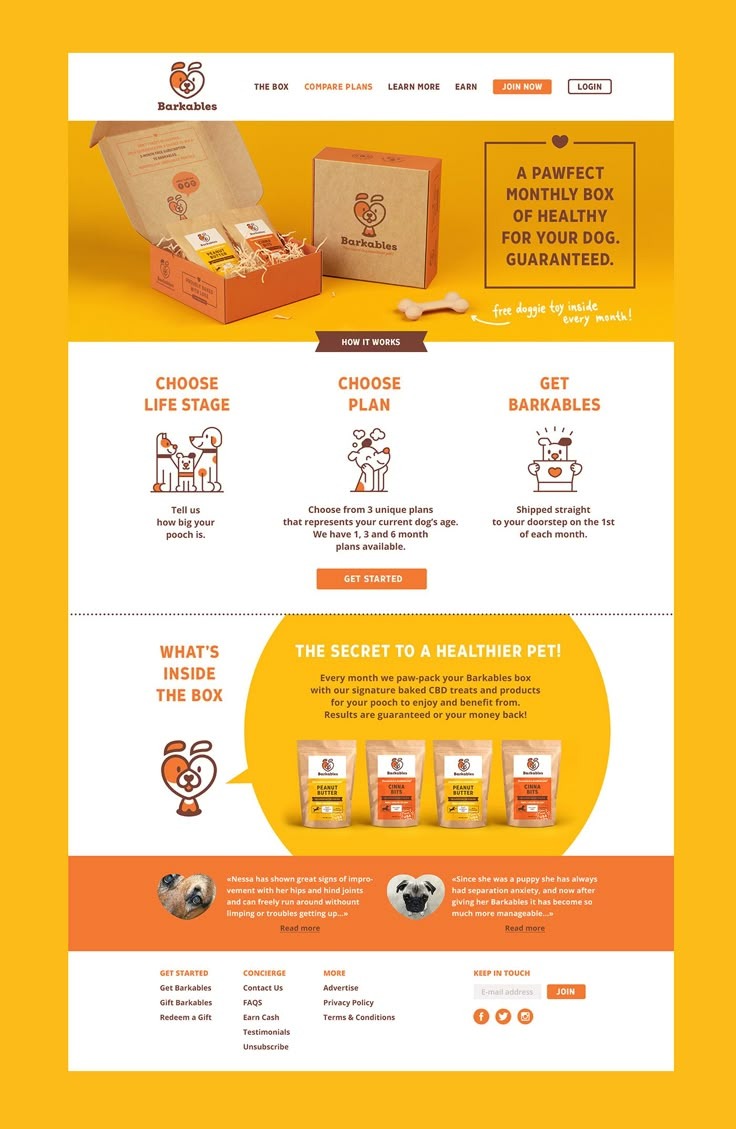 Barkables
THE BOX
COMPARE PLANS
LEARN MORE
EARN
JOIN NOW
LOGIN
Barkables
PEANUT
BUTTER
CINNA
A PAWFECT
MONTHLY BOX
OF HEALTHY
FOR YOUR DOG.
GUARANTEED.
free doggie toy inside
every month!
HOW IT WORKS
CHOOSE
LIFE STAGE
Tell us
how big your
pooch is.
CHOOSE
PLAN
Choose from 3 unique plans
that represents your current dog's age.
We have 1, 3 and 6 month
plans available.
GET
BARKABLES
Shipped straight
to your doorstep on the 1st
of each month.
GET STARTED
WHAT'S
INSIDE
THE BOX
THE SECRET TO A HEALTHIER PET!
Every month we paw-pack your Barkables box
with our signature baked CBD treats and products
for your pooch to enjoy and benefit from.
Results are guaranteed or your money back!
Barkables
PEANUT
BUTTER
Barkables
CINNA
BITS
Barkables
PEANUT
BUTTER
Barkables
CINNA
BITS
«Nessa has shown great signs of impro-
vement with her hips and hind joints
and can freely run around withount
limping or troubles getting up...»
Read more
«Since she was a puppy she has always
had separation anxiety, and now after
giving her Barkables it has become so
much more manageable...»
Read more
GET STARTED
Get Barkables
Gift Barkables
Redeem a Gift
CONCIERGE
Contact Us
FAQS
Earn Cash
Testimonials
Unsubscribe
MORE
Advertise
Privacy Policy
Terms & Conditions
KEEP IN TOUCH
E-mail address
JOIN